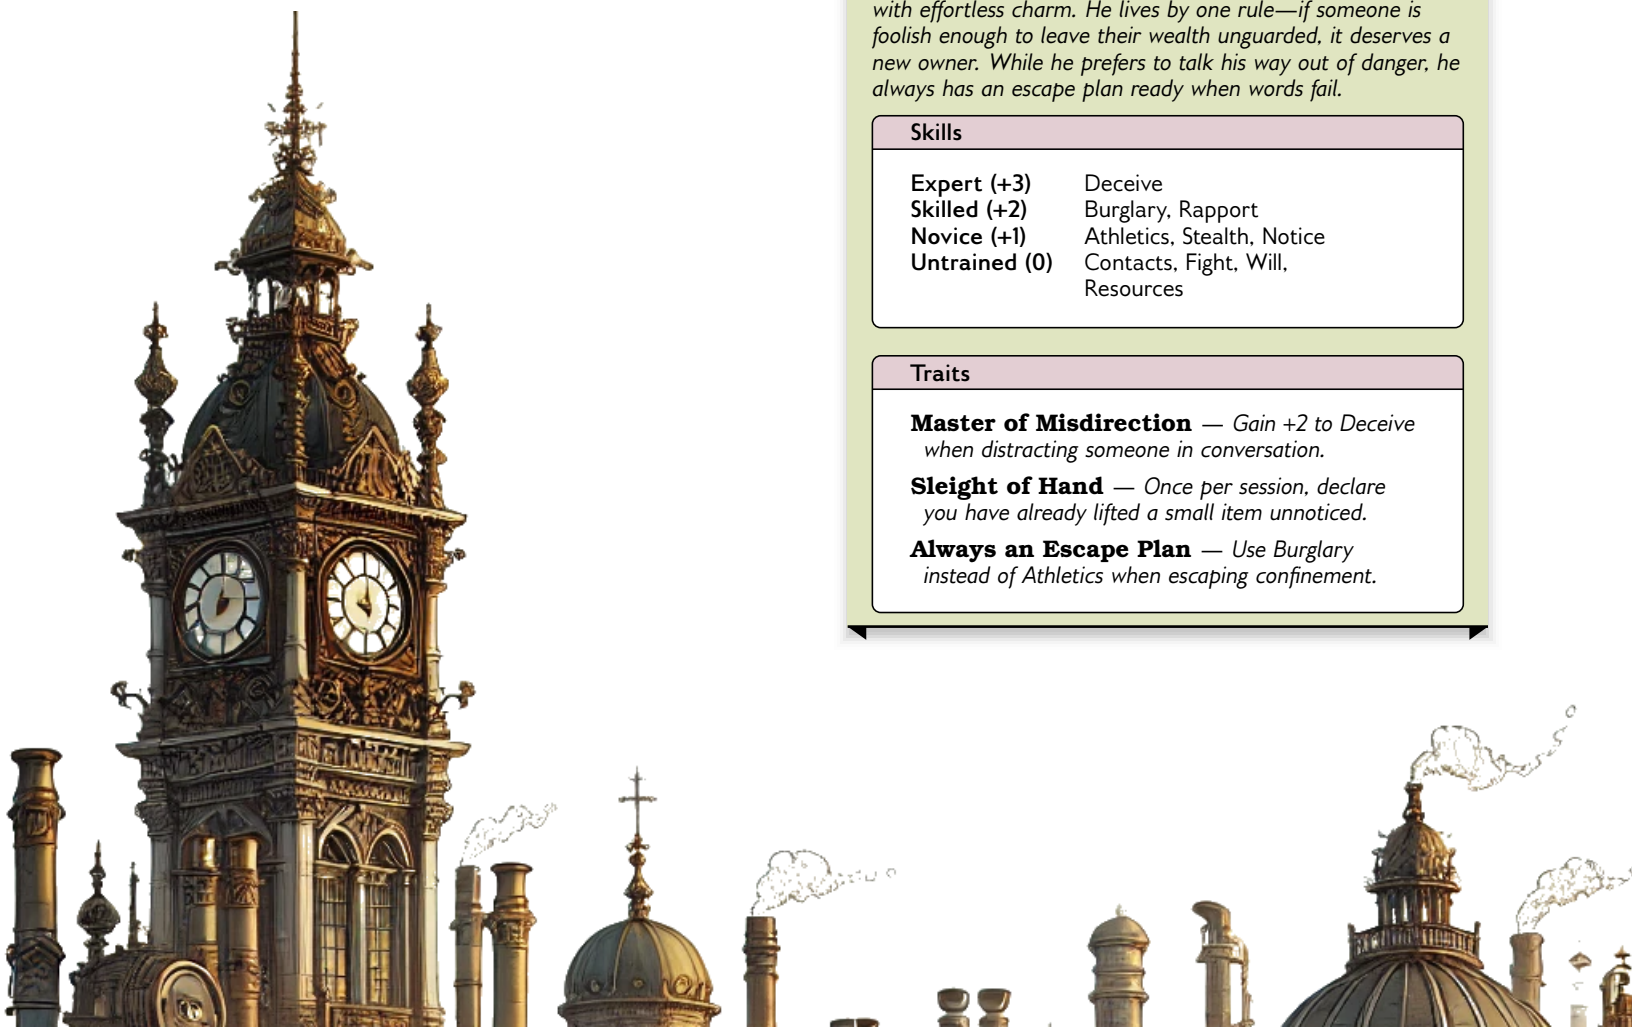 with effortless charm. He lives by one rule—if someone is
foolish enough to leave their wealth unguarded, it deserves a
new owner. While he prefers to talk his way out of danger, he
always has an escape plan ready when words fail.
Skills
Expert (+3) Deceive
Skilled (+2) Burglary, Rapport
Novice (+1) Athletics, Stealth, Notice
Untrained (0) Contacts, Fight, Will,
Resources
Traits
Master of Misdirection — Gain +2 to Deceive
when distracting someone in conversation.
Sleight of Hand — Once per session, declare
you have already lifted a small item unnoticed.
Always an Escape Plan — Use Burglary
instead of Athletics when escaping confinement.